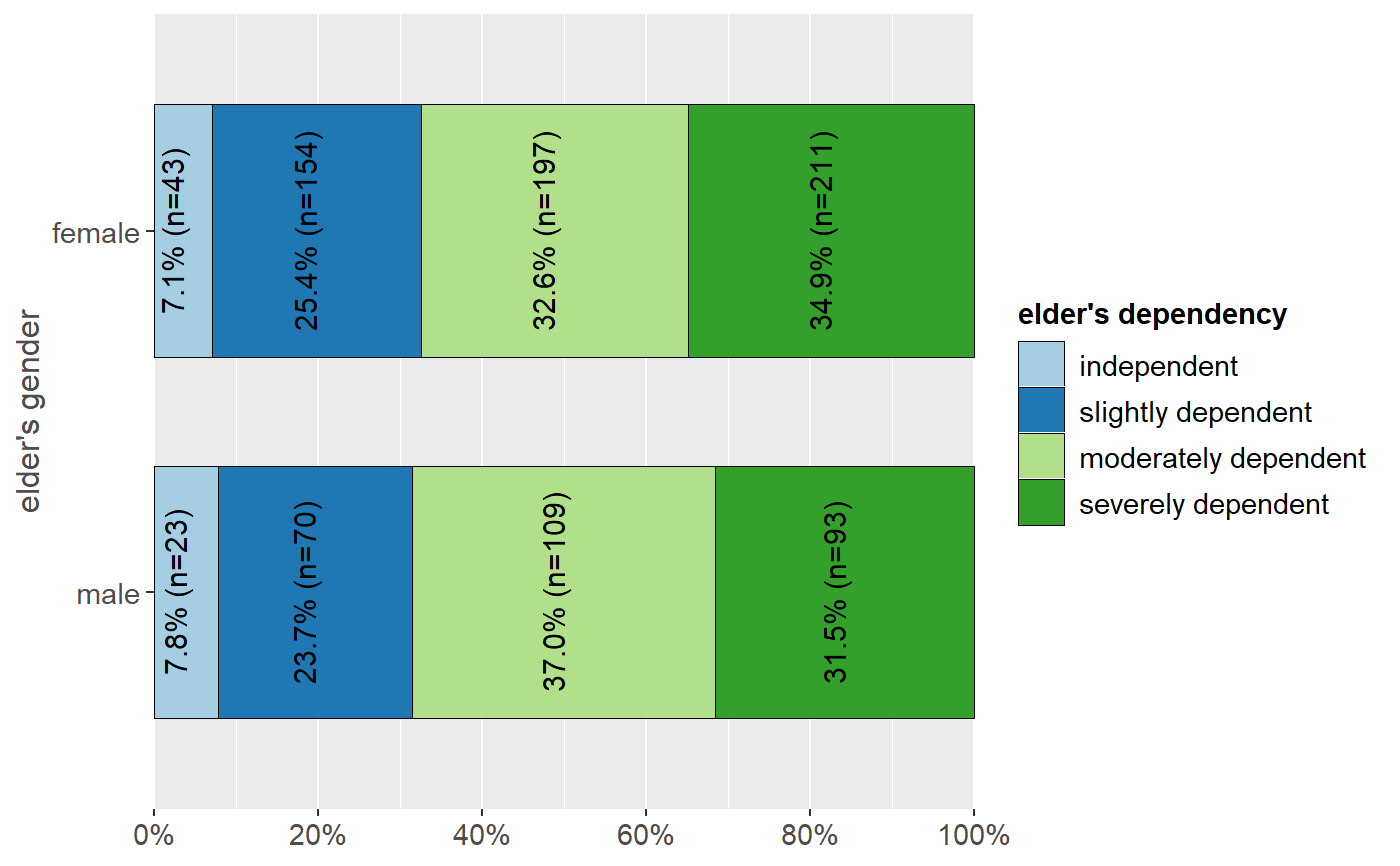 elder's gender
female
7.1% (n=43)
25.4% (n=154)
32.6% (n=197)
34.9% (n=211)
male
7.8% (n=23)
23.7% (n=70)
37.0% (n=109)
31.5% (n=93)
0%
20%
40%
60%
80%
100%
elder's dependency
independent
slightly dependent
moderately dependent
severely dependent